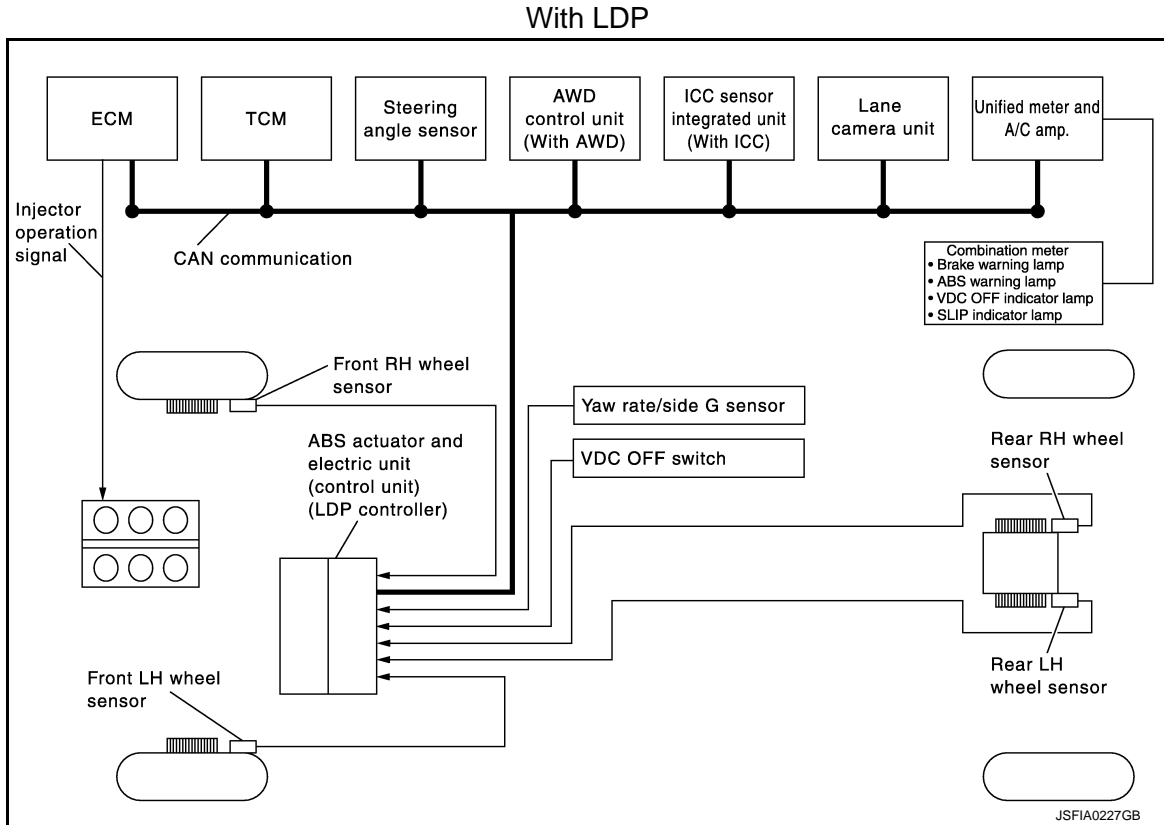 With LDP
ECM
TCM
Steering
angle sensor
AWD
control unit
(With AWD)
ICC sensor
integrated unit
(With ICC)
Lane
camera unit
Unified meter and
A/C amp.
Injector
operation
signal
CAN communication
Combination meter
• Brake warning lamp
• ABS warning lamp
• VDC OFF indicator lamp
• SLIP indicator lamp
Front RH wheel
sensor
Yaw rate/side G sensor
VDC OFF switch
ABS actuator and
electric unit
(control unit)
(LDP controller)
Rear RH wheel
sensor
Front LH wheel
sensor
Rear LH
wheel sensor
JSFIA0227GB